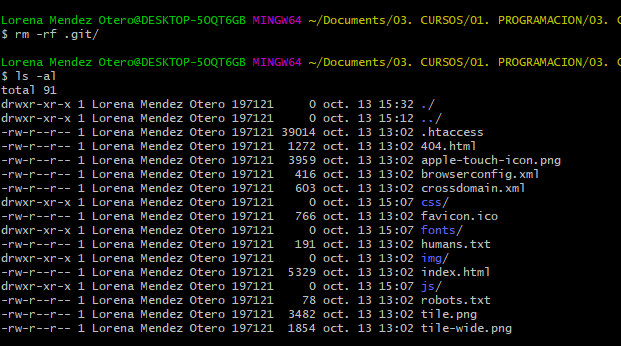 Lorena Mendez Otero@DESKTOP-5OQT6GB MINGW64 ~/Documents/03. CURSOS/01. PROGRAMACION/03. C
$ rm -rf .git/
Lorena Mendez Otero@DESKTOP-5OQT6GB MINGW64 ~/Documents/03. CURSOS/01. PROGRAMACION/03. C
$ ls -al
total 91
drwxr-xr-x 1 Lorena Mendez Otero 197121     0 oct. 13 15:32 ./
drwxr-xr-x 1 Lorena Mendez Otero 197121     0 oct. 13 15:12 ../
-rw-r--r-- 1 Lorena Mendez Otero 197121 39014 oct. 13 13:02 .htaccess
-rw-r--r-- 1 Lorena Mendez Otero 197121  1272 oct. 13 13:02 404.html
-rw-r--r-- 1 Lorena Mendez Otero 197121  3959 oct. 13 13:02 apple-touch-icon.png
-rw-r--r-- 1 Lorena Mendez Otero 197121   416 oct. 13 13:02 browserconfig.xml
-rw-r--r-- 1 Lorena Mendez Otero 197121   603 oct. 13 13:02 crossdomain.xml
drwxr-xr-x 1 Lorena Mendez Otero 197121     0 oct. 13 15:07 css/
-rw-r--r-- 1 Lorena Mendez Otero 197121   766 oct. 13 13:02 favicon.ico
drwxr-xr-x 1 Lorena Mendez Otero 197121     0 oct. 13 15:07 fonts/
-rw-r--r-- 1 Lorena Mendez Otero 197121   191 oct. 13 13:02 humans.txt
drwxr-xr-x 1 Lorena Mendez Otero 197121     0 oct. 13 13:02 img/
-rw-r--r-- 1 Lorena Mendez Otero 197121  5329 oct. 13 13:02 index.html
drwxr-xr-x 1 Lorena Mendez Otero 197121     0 oct. 13 15:07 js/
-rw-r--r-- 1 Lorena Mendez Otero 197121    78 oct. 13 13:02 robots.txt
-rw-r--r-- 1 Lorena Mendez Otero 197121  3482 oct. 13 13:02 tile.png
-rw-r--r-- 1 Lorena Mendez Otero 197121  1854 oct. 13 13:02 tile-wide.png